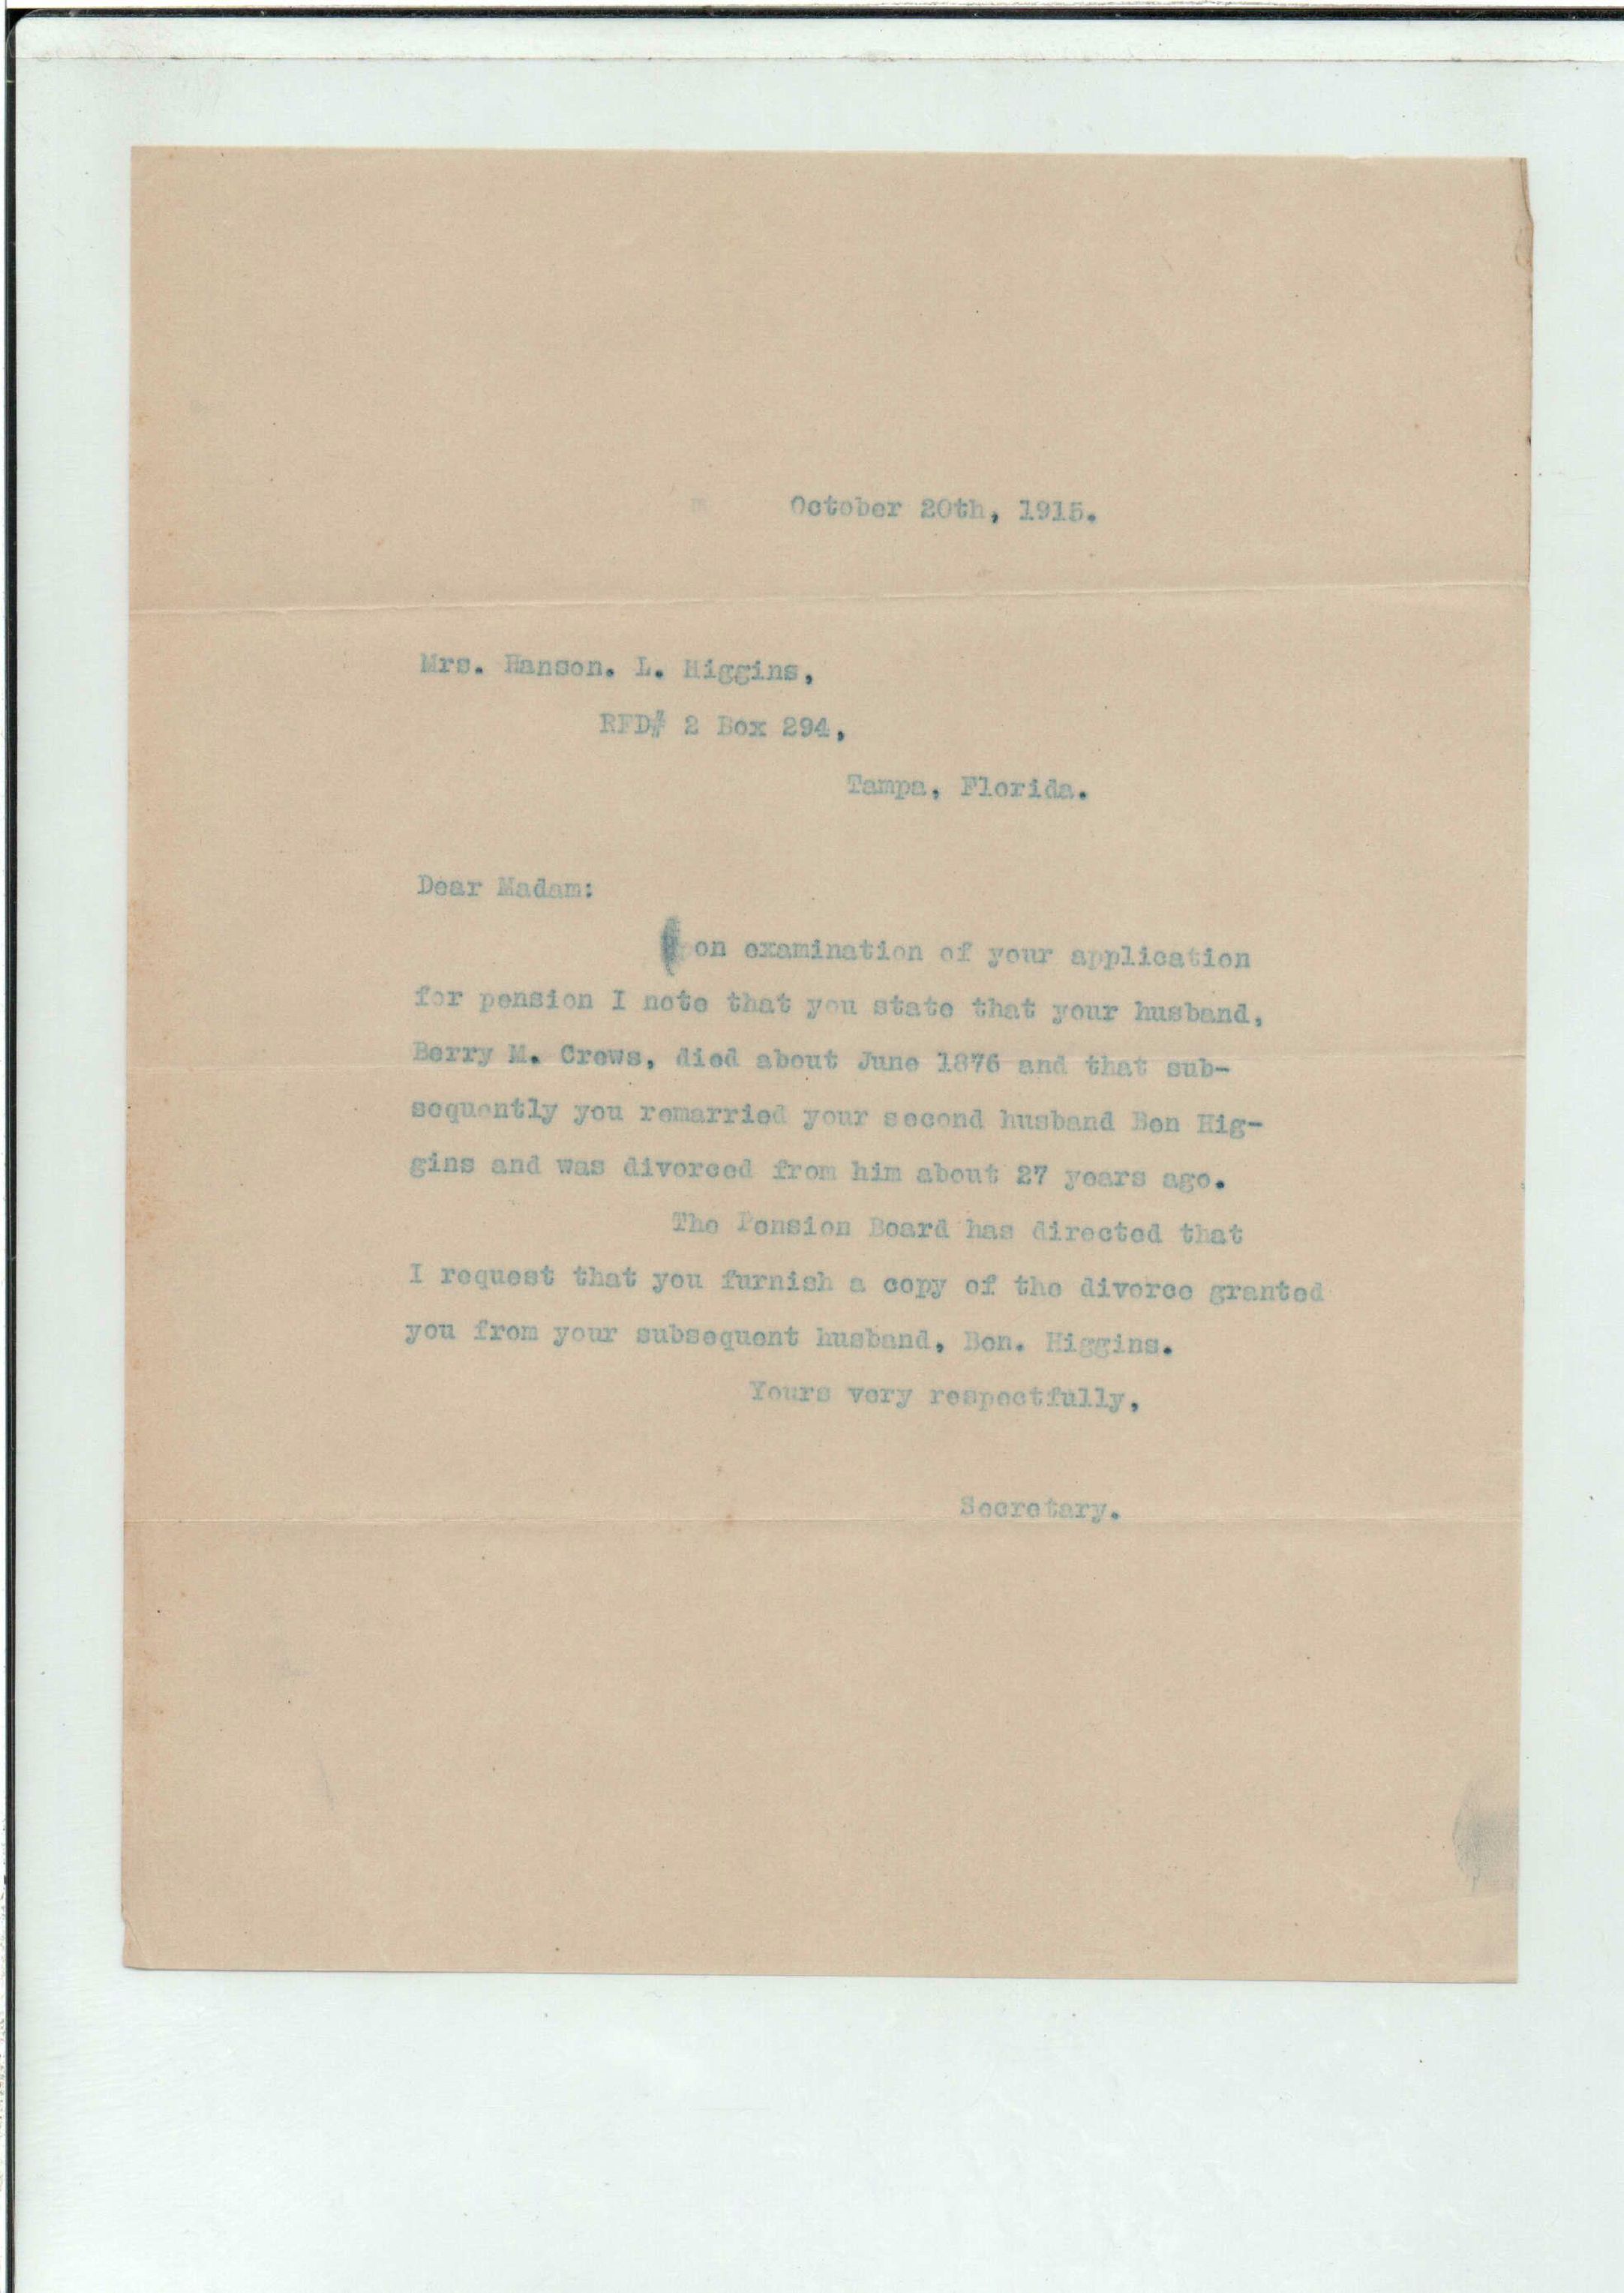 October 20th, 1915.
Mrs. Hanson. L. Higgins,
RFD# 2 Box 294,
Tampa, Florida.
Dear Madam:
Upon examination of your application
for pension I note that you state that your husband,
Berry M. Crews, died about June 1876 and that sub-
sequently you remarried your second husband Ben Hig-
gins and was divorced from him about 27 years ago.
The Pension Board has directed that
I request that you furnish a copy of the divorce granted
you from your subsequent husband, Ben. Higgins.
Yours very respectfully,
Secretary.